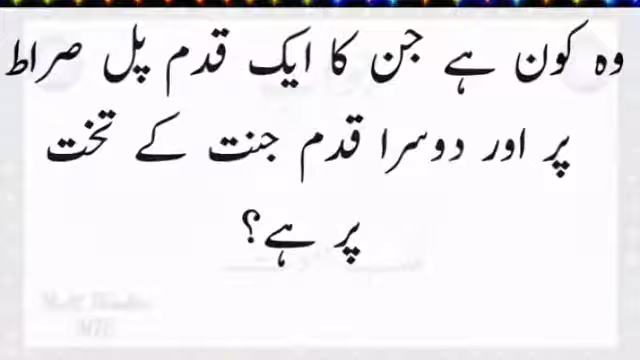 وہ کون ہے جن کا ایک قدم پل صراط
پر اور دوسرا قدم جنت کے تخت
پر ہے؟